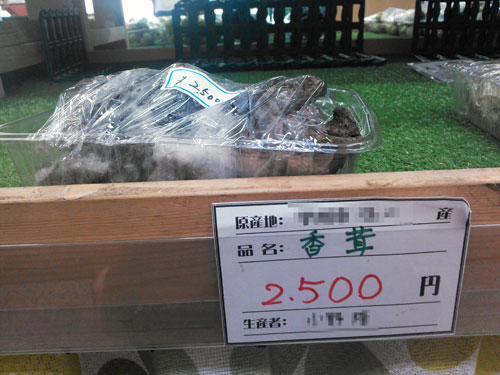 ¥2,500
原産地: 産
品名: 香茸
2.500 円
生産者: 小野